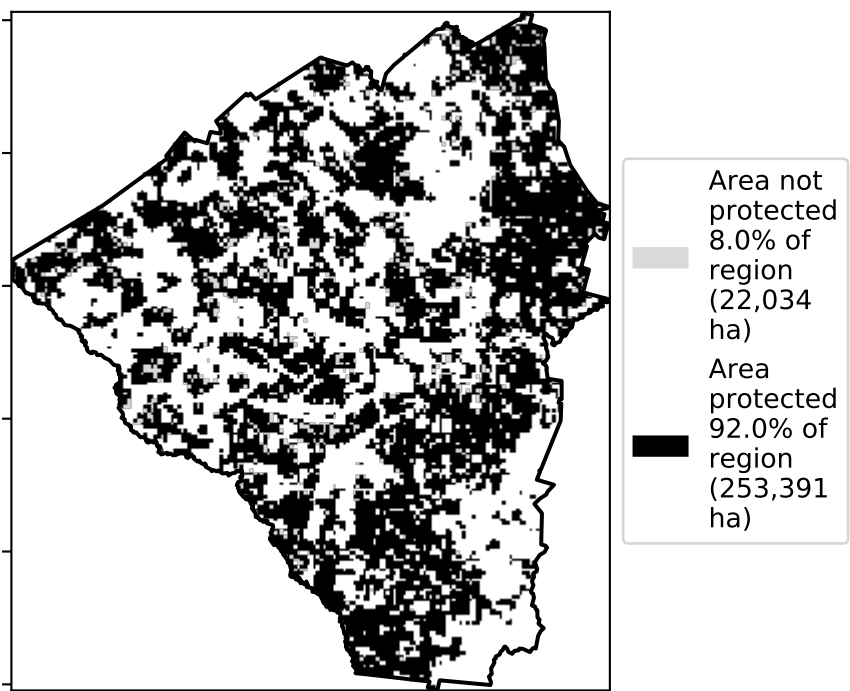 Area not
protected
8.0% of
region
(22,034
ha)
Area
protected
92.0% of
region
(253,391
ha)